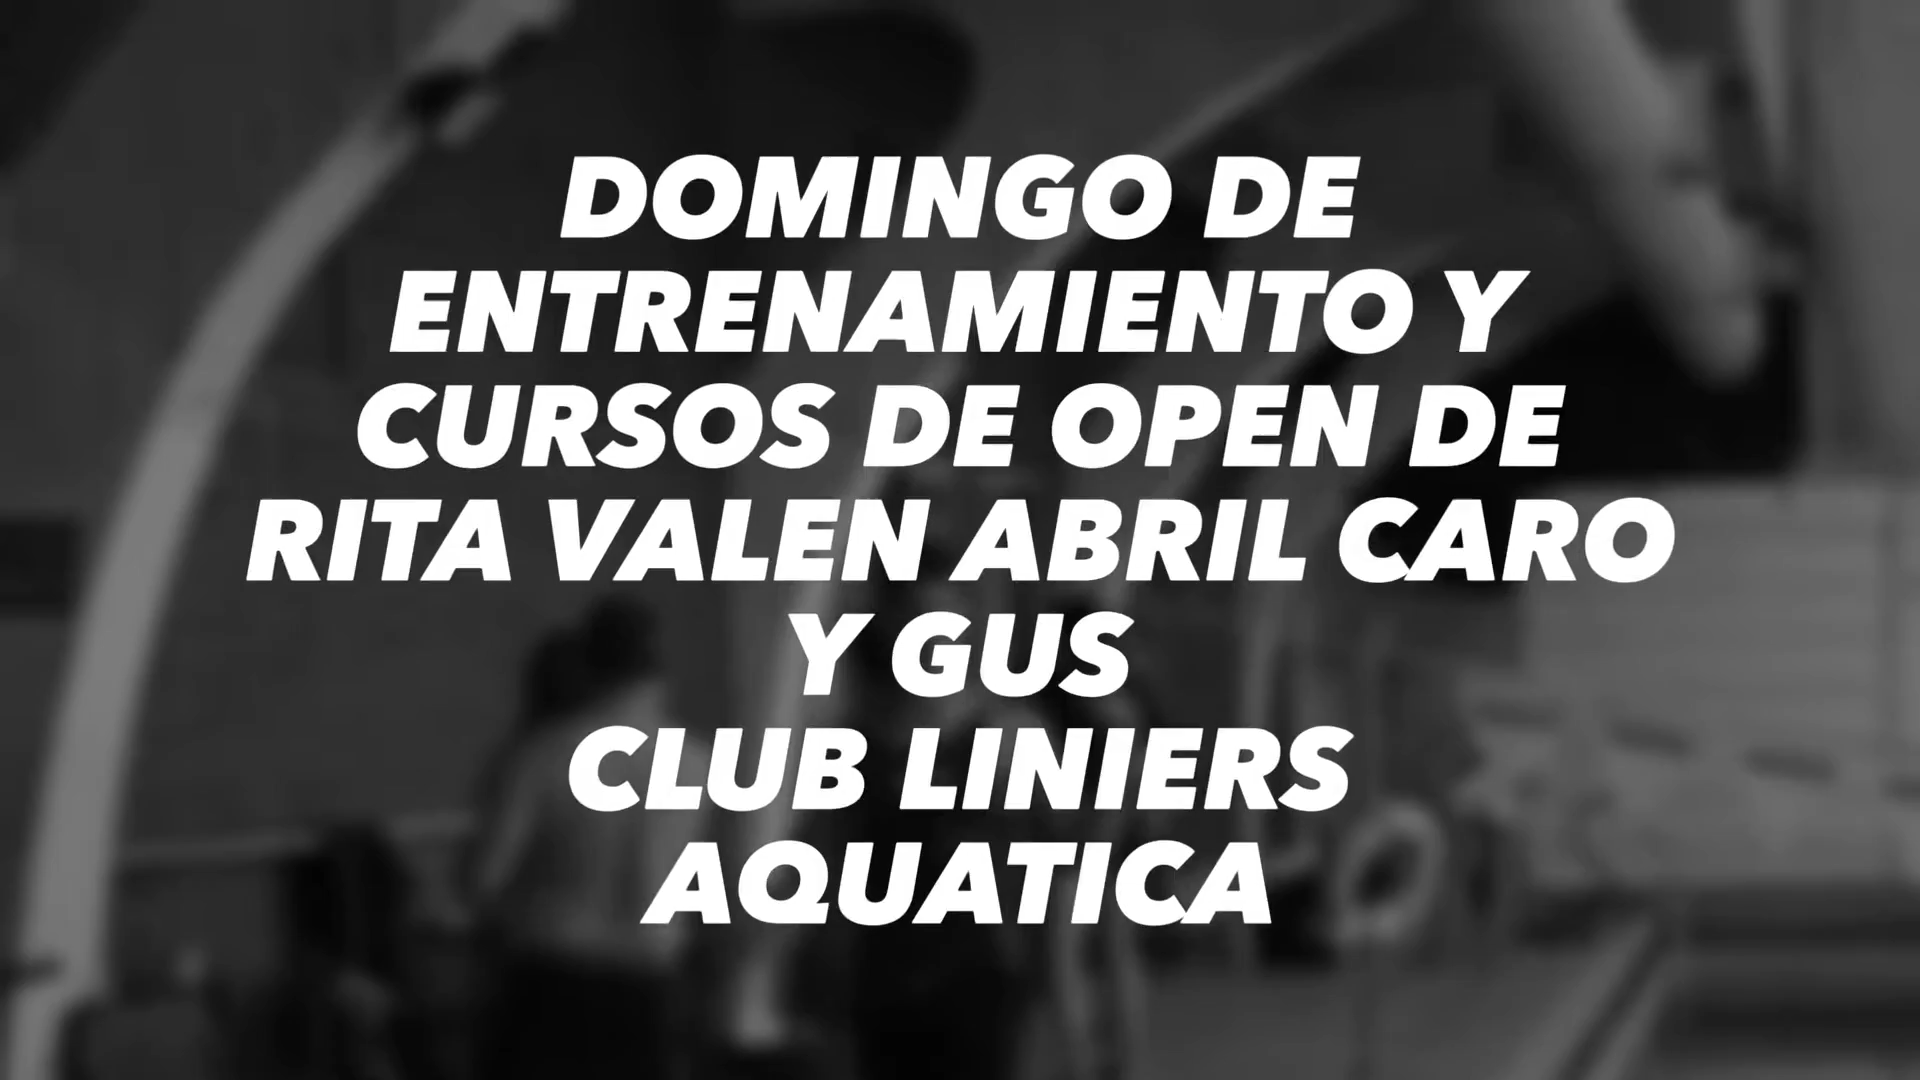 DOMINGO DE
ENTRENAMIENTO Y
CURSOS DE OPEN DE
RITA VALEN ABRIL CARO
Y GUS
CLUB LINIERS
AQUATICA